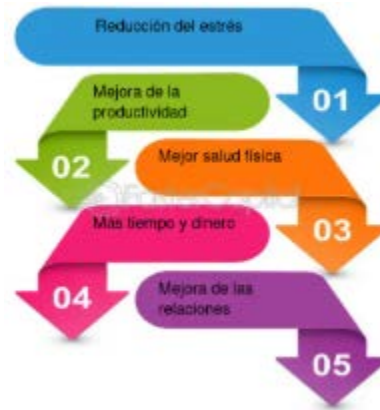 Reducción del estrés
01
Mejora de la
productividad
02
Mejor salud física
03
Más tiempo y dinero
04
Mejora de las
relaciones
05